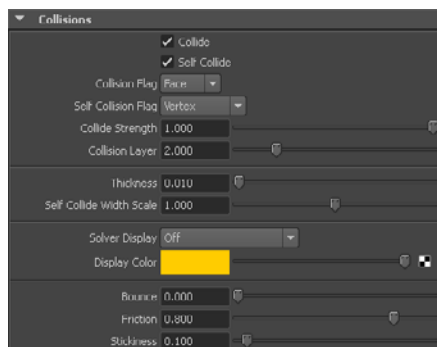 Collisions
Collide
Self Collide
Collision Flag Face
Self Collision Flag Vertex
Collide Strength 1.000
Collision Layer 2.000
Thickness 0.010
Self Collide Width Scale 1.000
Solver Display Off
Display Color
Bounce 0.000
Friction 0.800
Stickiness 0.100